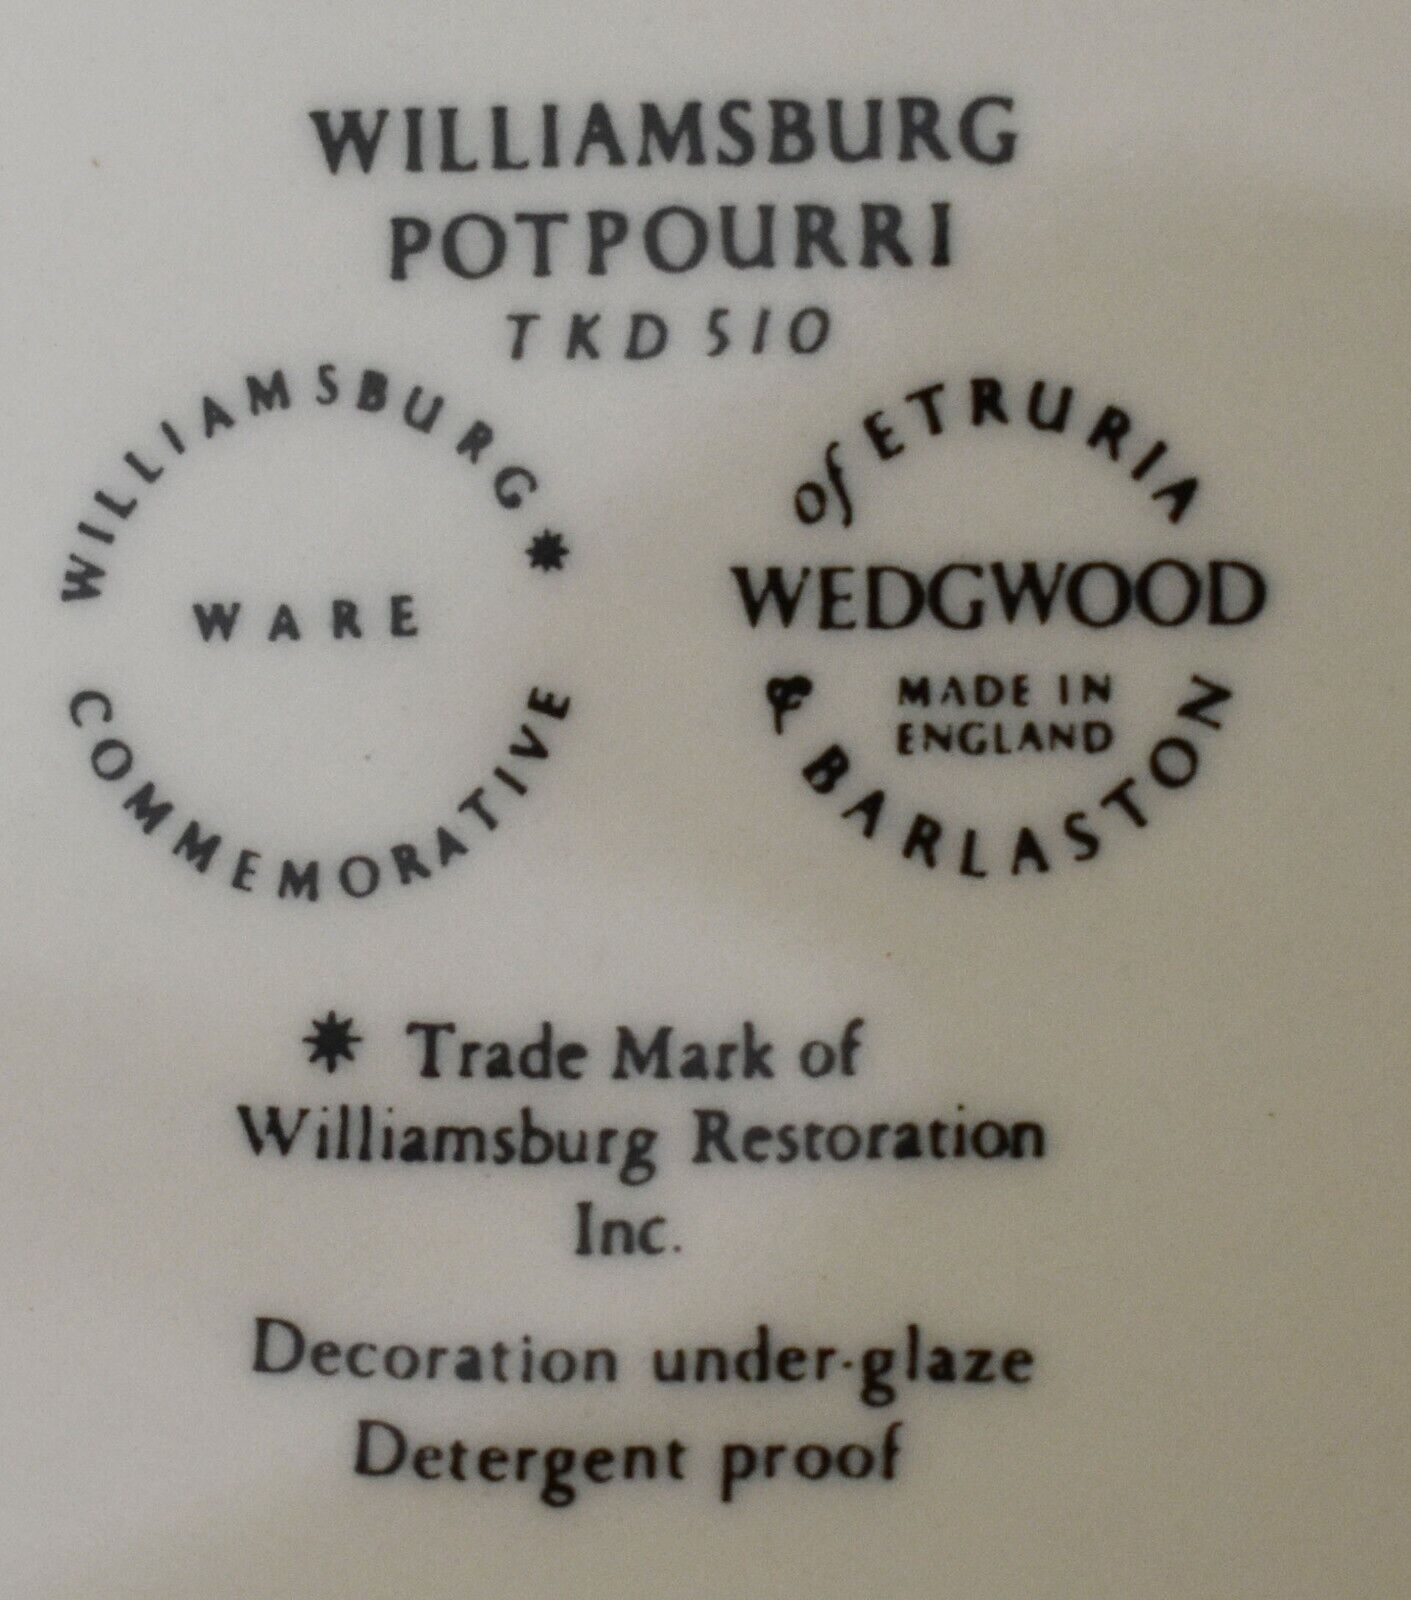 WILLIAMSBURG
POTPOURRI
TKD 510
WILLIAMSBURG *
WARE
COMMEMORATIVE
of ETRURIA
WEDGWOOD
MADE IN
ENGLAND
& BARLASTON
* Trade Mark of
Williamsburg Restoration
Inc.
Decoration under-glaze
Detergent proof